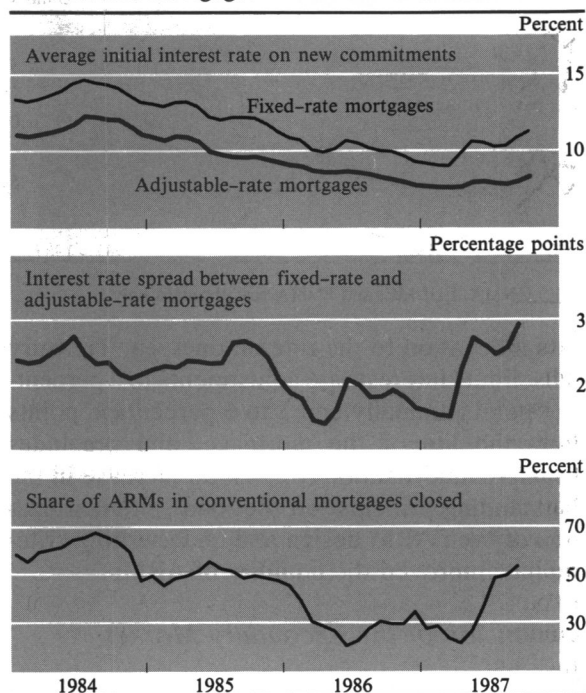 Percent
Average initial interest rate on new commitments
15
Fixed-rate mortgages
10
Adjustable-rate mortgages
Percentage points
Interest rate spread between fixed-rate and
adjustable-rate mortgages
3
2
Percent
Share of ARMs in conventional mortgages closed
70
50
30
1984 1985 1986 1987